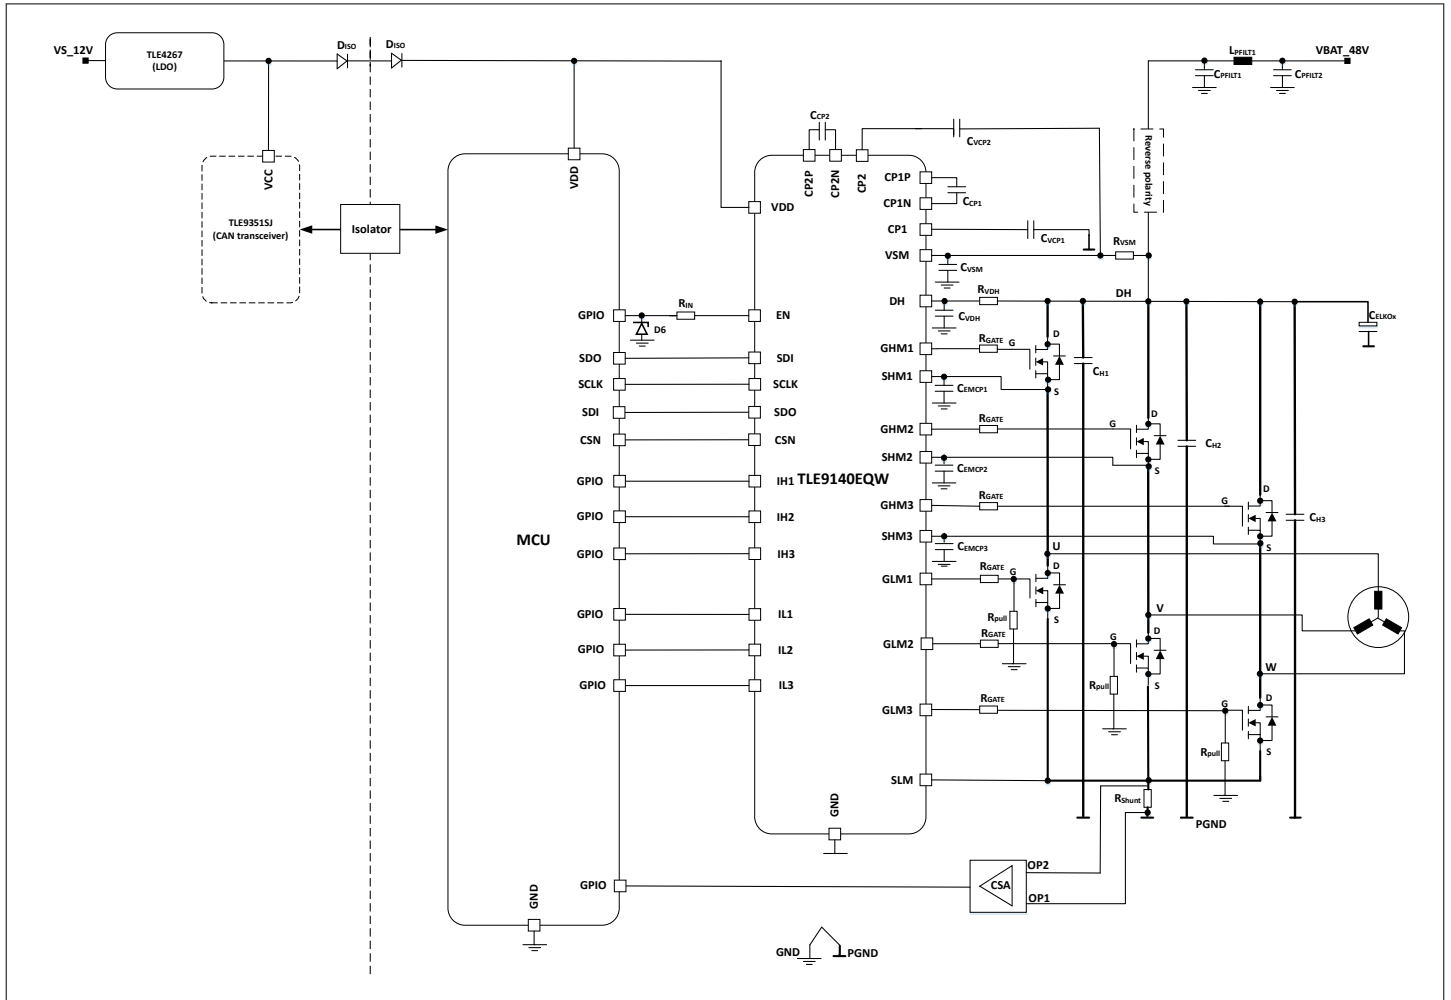 VS_12V
TLE4267
(LDO)
DISO
DISO
LPFILT1
VBAT_48V
CPFILT1
CPFILT2
CCP2
CVCP2
Reverse polarity
VCC
VDD
CP2P
CP2N
CP2
CP1P
CCP1
CP1N
VDD
TLE9351SJ
(CAN transceiver)
Isolator
CP1
CVCP1
RVSM
VSM
CVSM
RVDH
DH
DH
CVDH
CELKOx
GPIO
RIN
EN
D6
GHM1
RGATE
G
D
SDO
SDI
CH1
SHM1
CEMCP1
S
SCLK
SCLK
SDI
SDO
GHM2
RGATE
G
D
CSN
CSN
CH2
SHM2
CEMCP2
S
GPIO
IH1
TLE9140EQW
GHM3
RGATE
G
D
GPIO
IH2
CH3
MCU
SHM3
CEMCP3
S
GPIO
IH3
U
GLM1
RGATE
G
D
Rpull
S
GPIO
IL1
V
GLM2
RGATE
G
D
GPIO
IL2
W
Rpull
S
GPIO
IL3
GLM3
RGATE
G
D
Rpull
S
SLM
RShunt
GND
PGND
GPIO
GND
CSA
OP2
OP1
GND
PGND